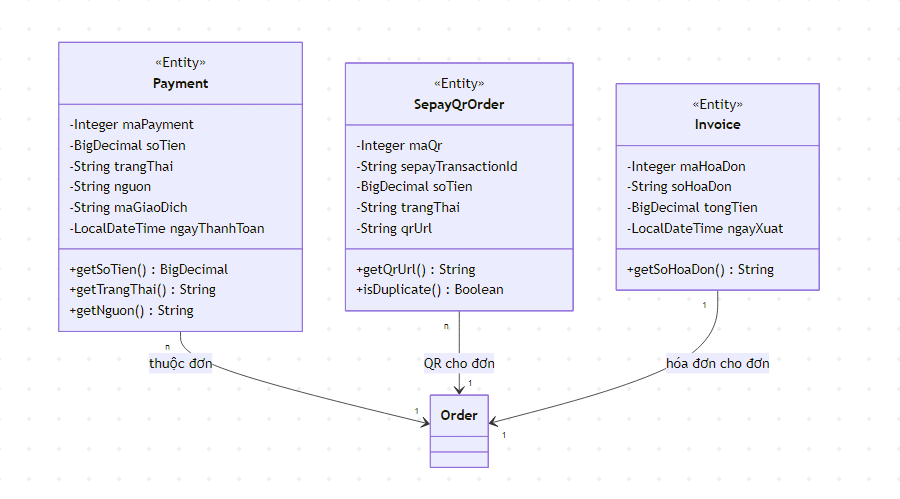 «Entity»
Payment
-Integer maPayment
-BigDecimal soTien
-String trangThai
-String nguon
-String maGiaoDich
-LocalDateTime ngayThanhToan
+getSoTien() : BigDecimal
+getTrangThai() : String
+getNguon() : String
«Entity»
SepayQrOrder
-Integer maQr
-String sepayTransactionId
-BigDecimal soTien
-String trangThai
-String qrUrl
+getQrUrl() : String
+isDuplicate() : Boolean
«Entity»
Invoice
-Integer maHoaDon
-String soHoaDon
-BigDecimal tongTien
-LocalDateTime ngayXuat
+getSoHoaDon() : String
n
thuộc đơn
1
n
QR cho đơn
1
1
hóa đơn cho đơn
1
Order